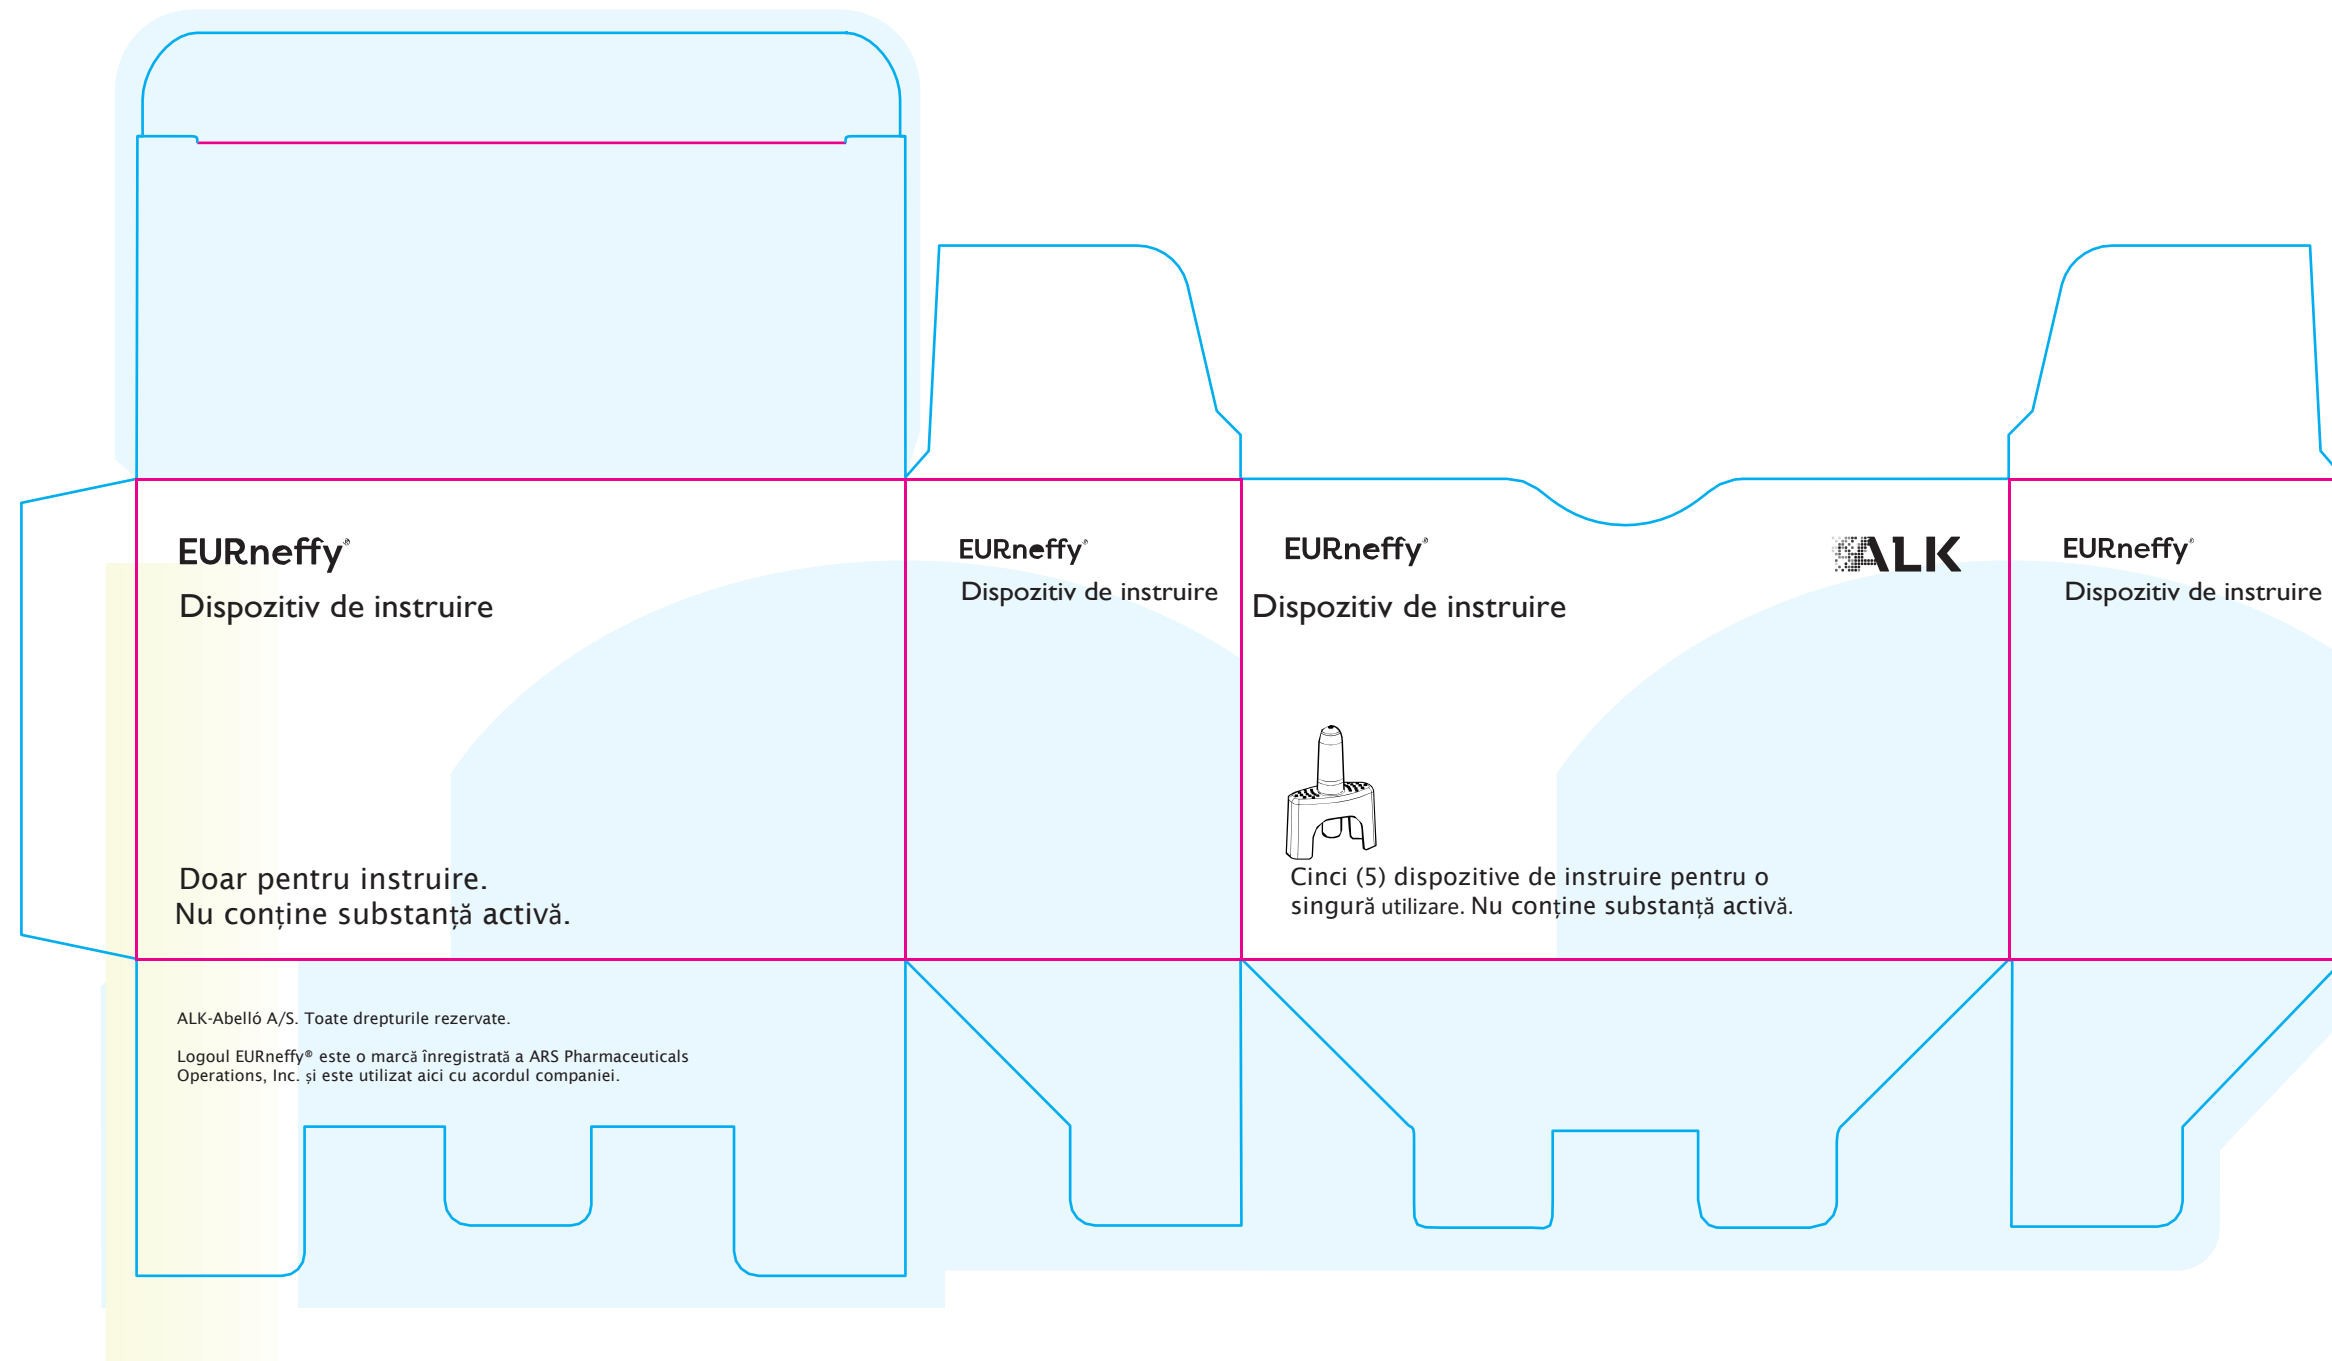 EURneffy®
Dispozitiv de instruire
Doar pentru instruire.
Nu conține substanță activă.
EURneffy®
Dispozitiv de instruire
EURneffy®
ALK
Dispozitiv de instruire
Cinci (5) dispozitive de instruire pentru o
singură utilizare. Nu conține substanță activă.
EURneffy®
Dispozitiv de instruire
ALK-Abelló A/S. Toate drepturile rezervate.
Logoul EURneffy® este o marcă înregistrată a ARS Pharmaceuticals
Operations, Inc. și este utilizat aici cu acordul companiei.